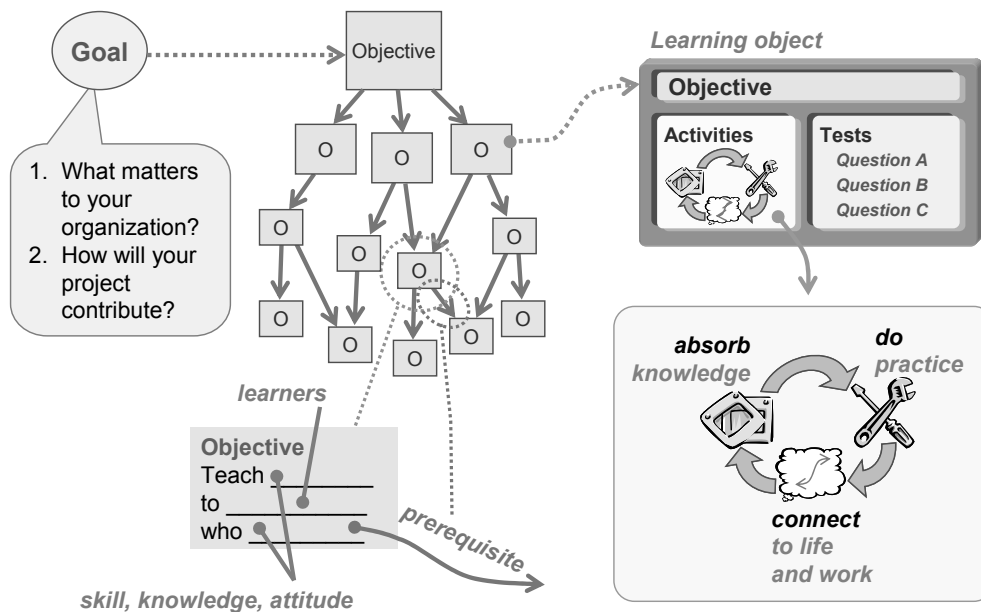 Goal
Objective
1. What matters
to your
organization?
2. How will your
project
contribute?
O
O
O
O
O
O
O
O
O
O
O
O
Learning object
Objective
Activities
Tests
Question A
Question B
Question C
absorb
knowledge
do
practice
connect
to life
and work
learners
Objective
Teach
to
who
prerequisite
skill, knowledge, attitude